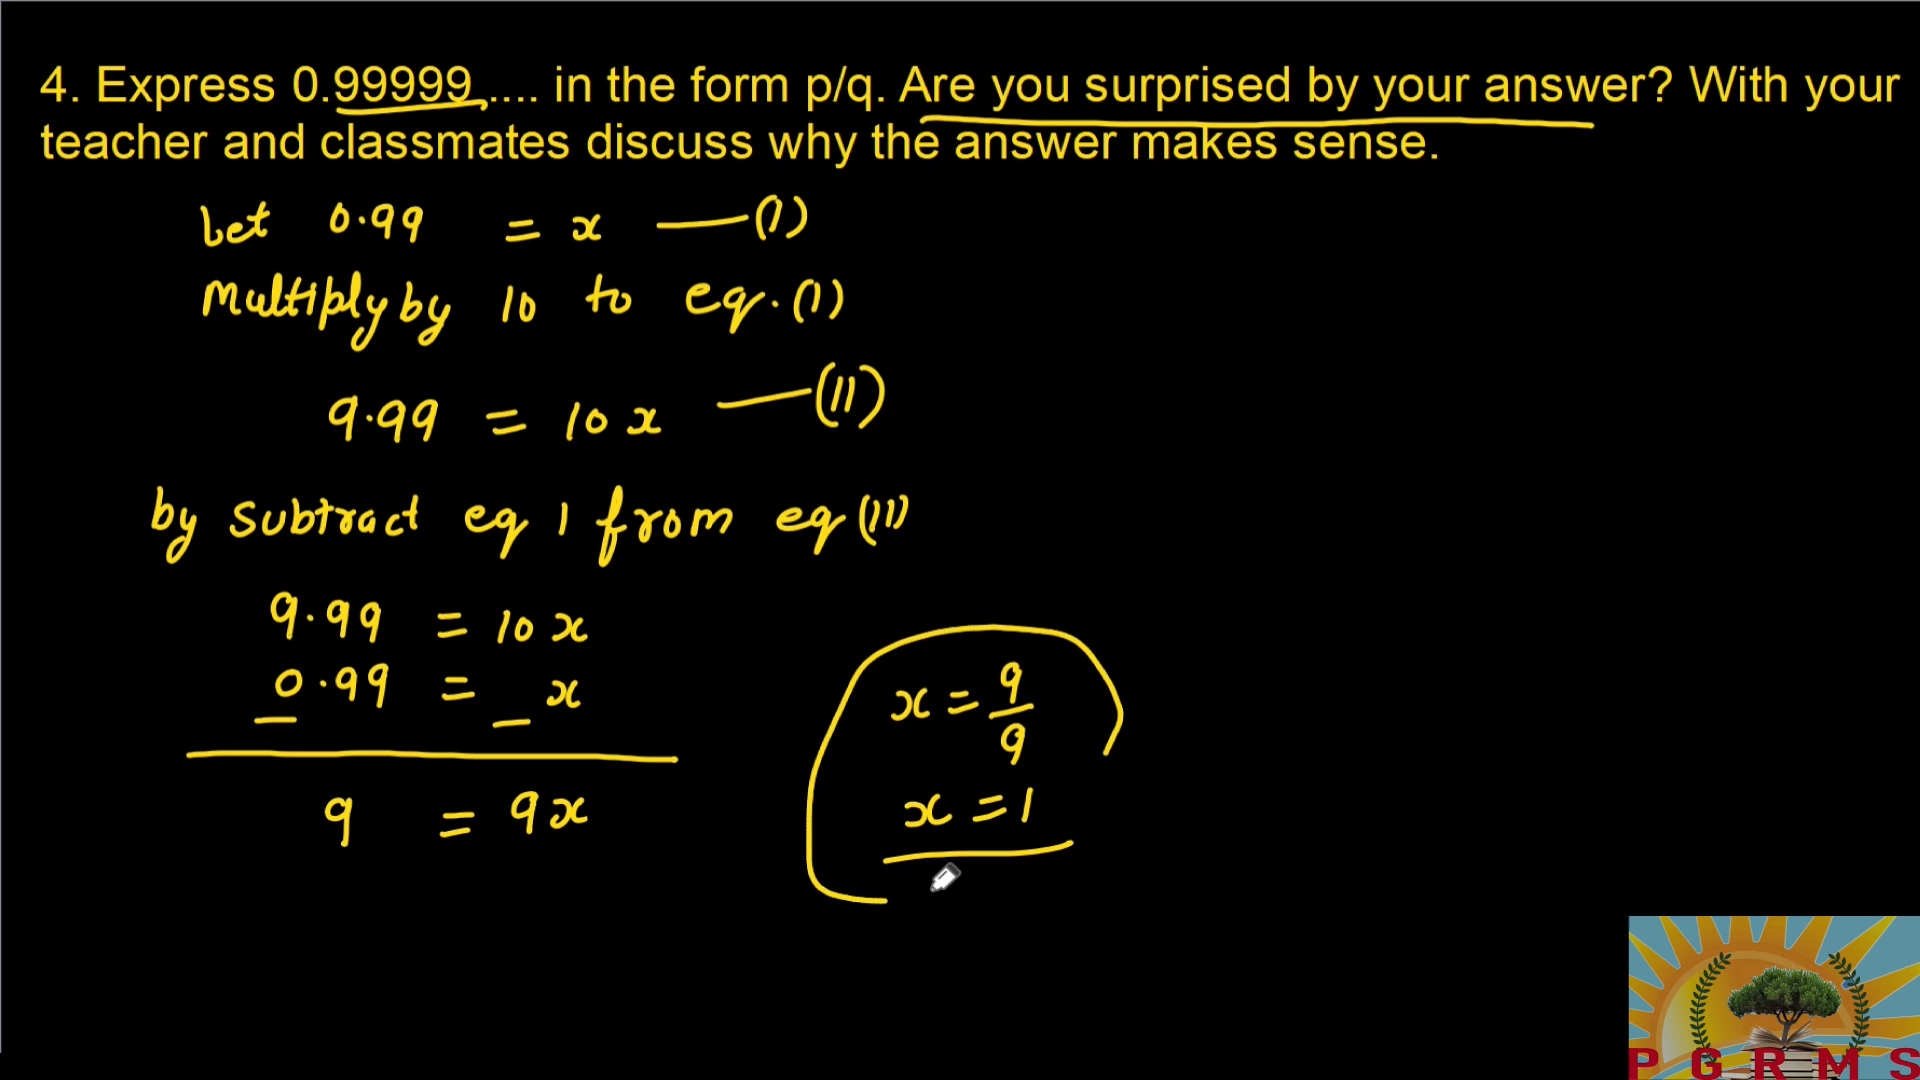 4. Express 0.99999..... in the form p/q. Are you surprised by your answer? With your
teacher and classmates discuss why the answer makes sense.
Let 0.99 = x —(1)
Multiply by 10 to eq.(1)
9.99 = 10x —(11)
by subtract eq 1 from eq (11)
9.99 = 10x
0.99 = _ x
9 = 9x
x = 9/9
x = 1
PGRMS